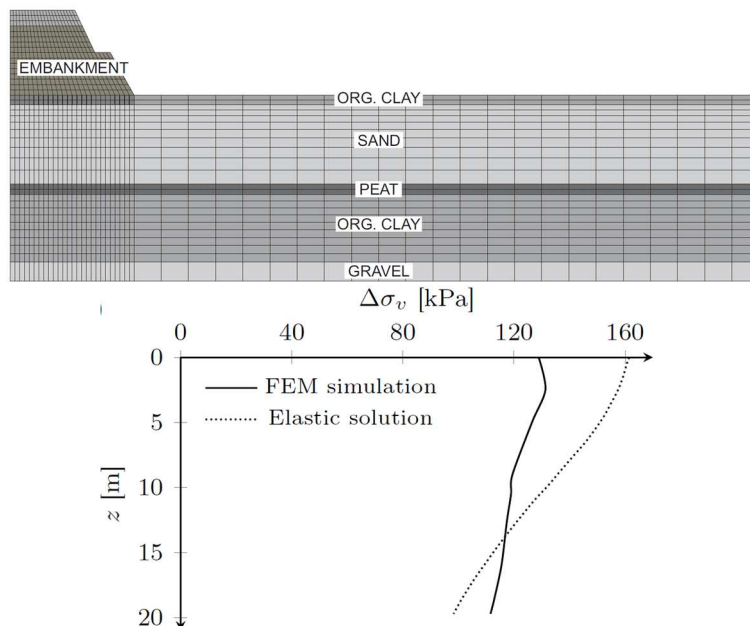 EMBANKMENT
ORG. CLAY
SAND
PEAT
ORG. CLAY
GRAVEL
Δσᵥ [kPa]
0 40 80 120 160
0
FEM simulation
Elastic solution
5
10
z [m]
15
20